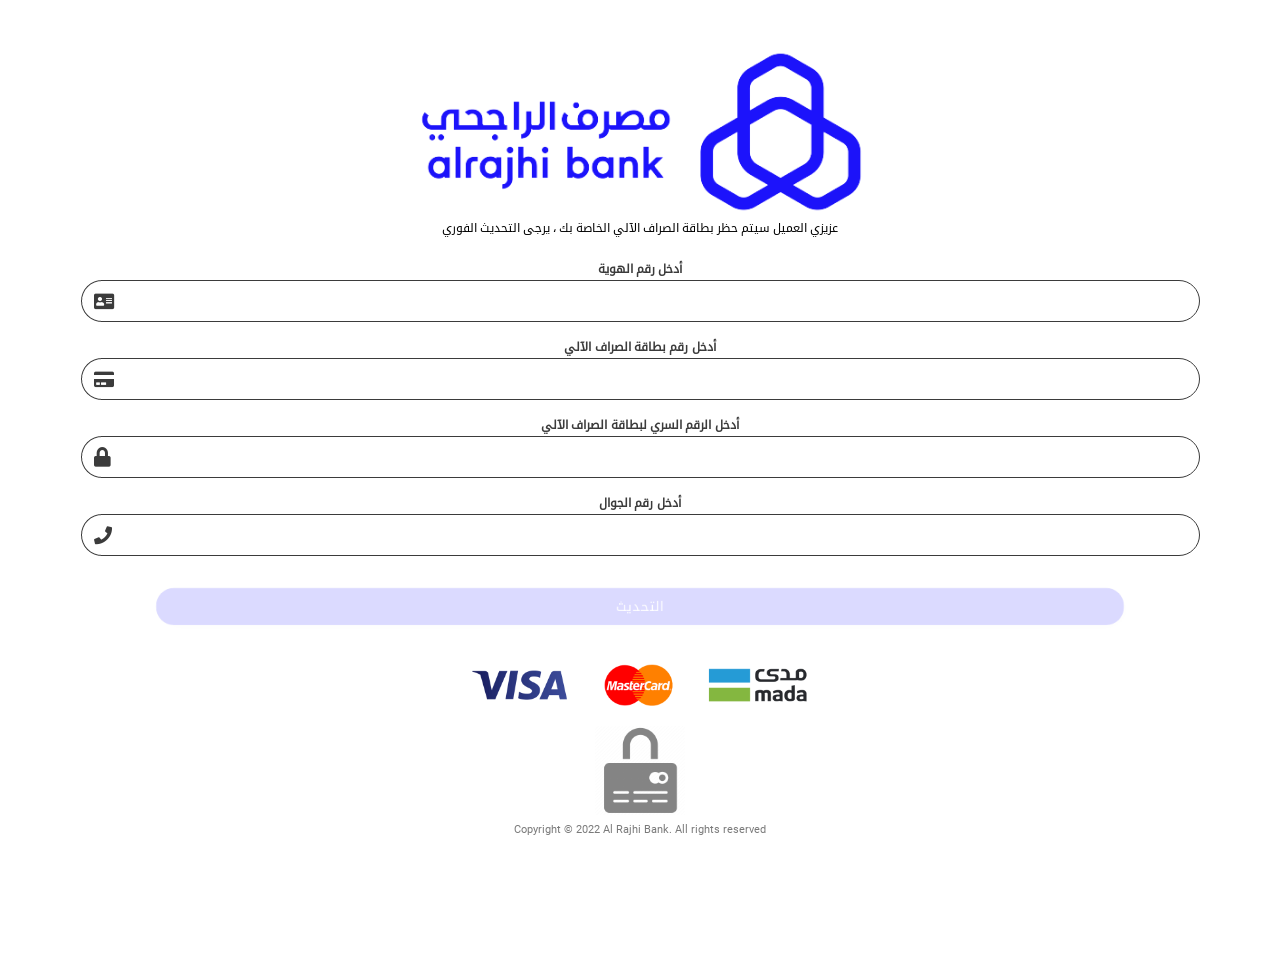 مصرف الراجحي
alrajhi bank
عزيزي العميل سيتم حظر بطاقة الصراف الآلي الخاصة بك ، يرجى التحديث الفوري
أدخل رقم الهوية
أدخل رقم بطاقة الصراف الآلي
أدخل الرقم السري لبطاقة الصراف الآلي
أدخل رقم الجوال
التحديث
VISA MasterCard مدى mada
Copyright © 2022 Al Rajhi Bank. All rights reserved